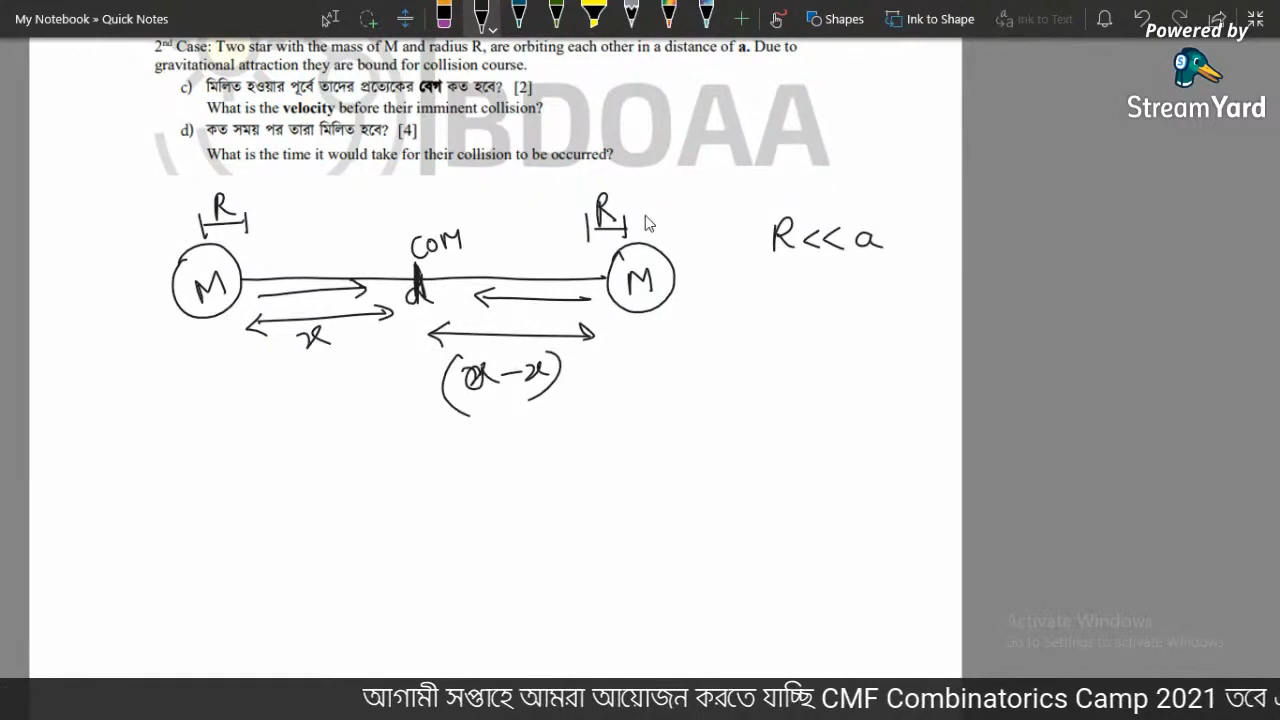 My Notebook » Quick Notes
Shapes
Ink to Shape
Ink to Text
Powered by
StreamYard
2nd Case: Two star with the mass of M and radius R, are orbiting each other in a distance of a. Due to
gravitational attraction they are bound for collision course.
c) মিলিত হওয়ার পূর্বে তাদের প্রত্যেকের বেগ কত হবে? [2]
What is the velocity before their imminent collision?
d) কত সময় পর তারা মিলিত হবে? [4]
What is the time it would take for their collision to be occurred?
BDOAA
R
R
COM
R << a
M
d
M
x
Activate Windows
Go to Settings to activate Windows
আগামী সপ্তাহে আমরা আয়োজন করতে যাচ্ছি CMF Combinatorics Camp 2021 তবে